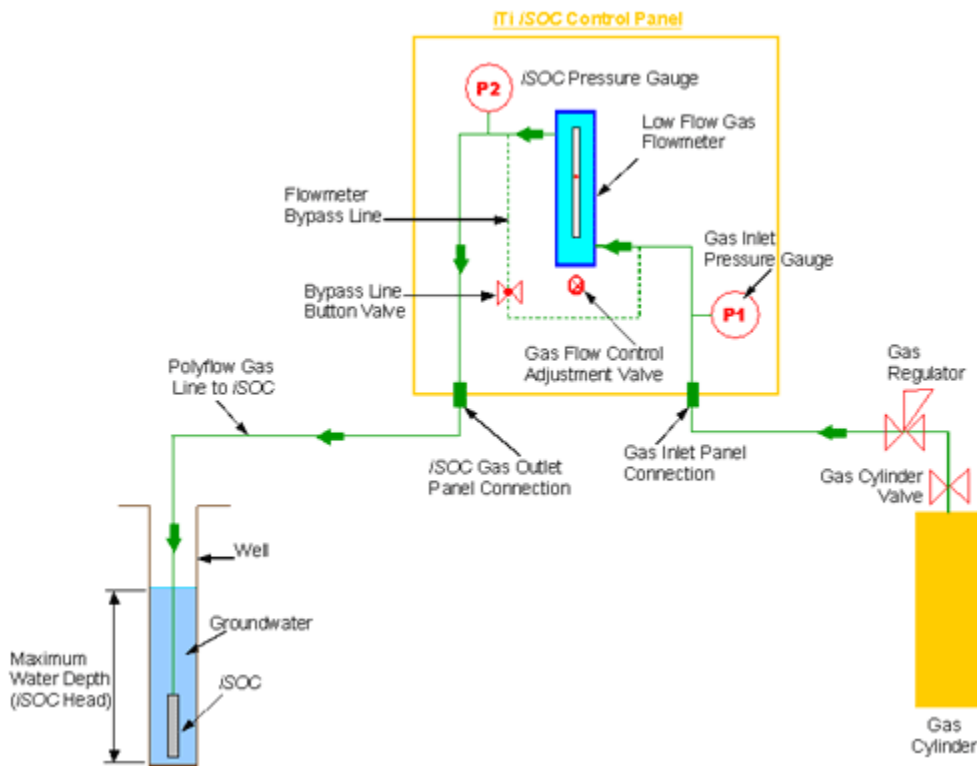 iTi iSOC Control Panel
P2
iSOC Pressure Gauge
Low Flow Gas
Flowmeter
Flowmeter
Bypass Line
Gas Inlet
Pressure Gauge
Bypass Line
Button Valve
P1
Gas Flow Control
Adjustment Valve
Polyflow Gas
Line to iSOC
Gas
Regulator
iSOC Gas Outlet
Panel Connection
Gas Inlet Panel
Connection
Gas Cylinder
Valve
Well
Groundwater
Maximum
Water Depth
(iSOC Head)
iSOC
Gas
Cylinder